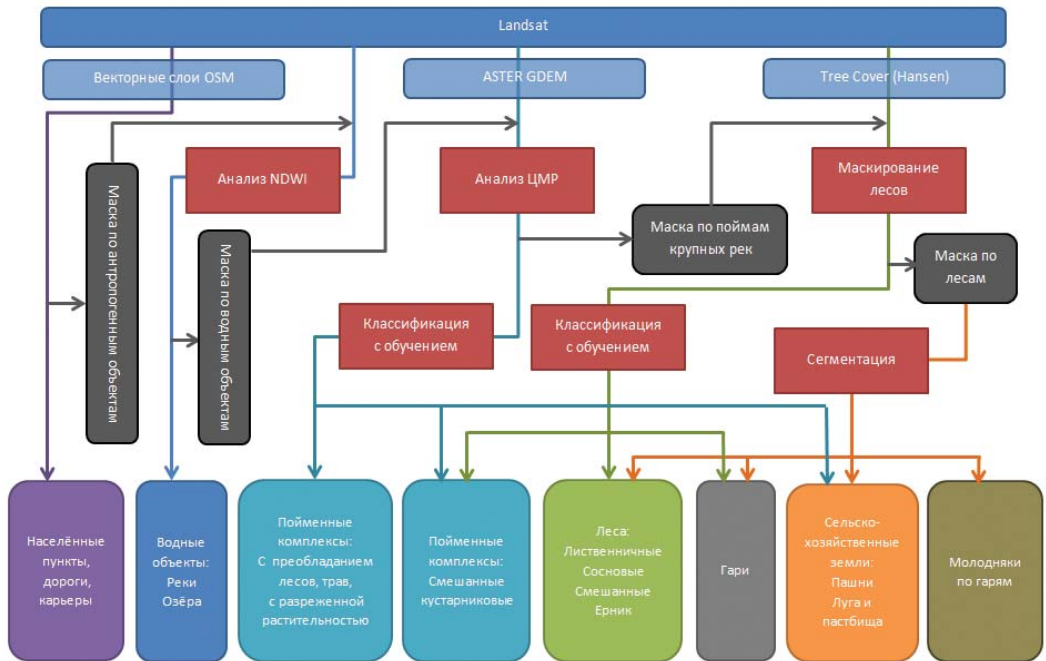 Landsat
Векторные слои OSM
ASTER GDEM
Tree Cover (Hansen)
Анализ NDWI
Анализ ЦМР
Маскирование
лесов
Маска по антропогенным объектам
Маска по водным объектам
Маска по поймам
крупных рек
Маска по
лесам
Классификация
с обучением
Классификация
с обучением
Сегментация
Населённые
пункты,
дороги,
карьеры
Водные
объекты:
Реки
Озёра
Пойменные
комплексы:
С преобладанием
лесов, трав,
с разреженной
растительностью
Пойменные
комплексы:
Смешанные
кустарниковые
Леса:
Лиственничные
Сосновые
Смешанные
Ерник
Гари
Сельско-
хозяйственные
земли:
Пашни
Луга и
пастбища
Молодняки
по гарям